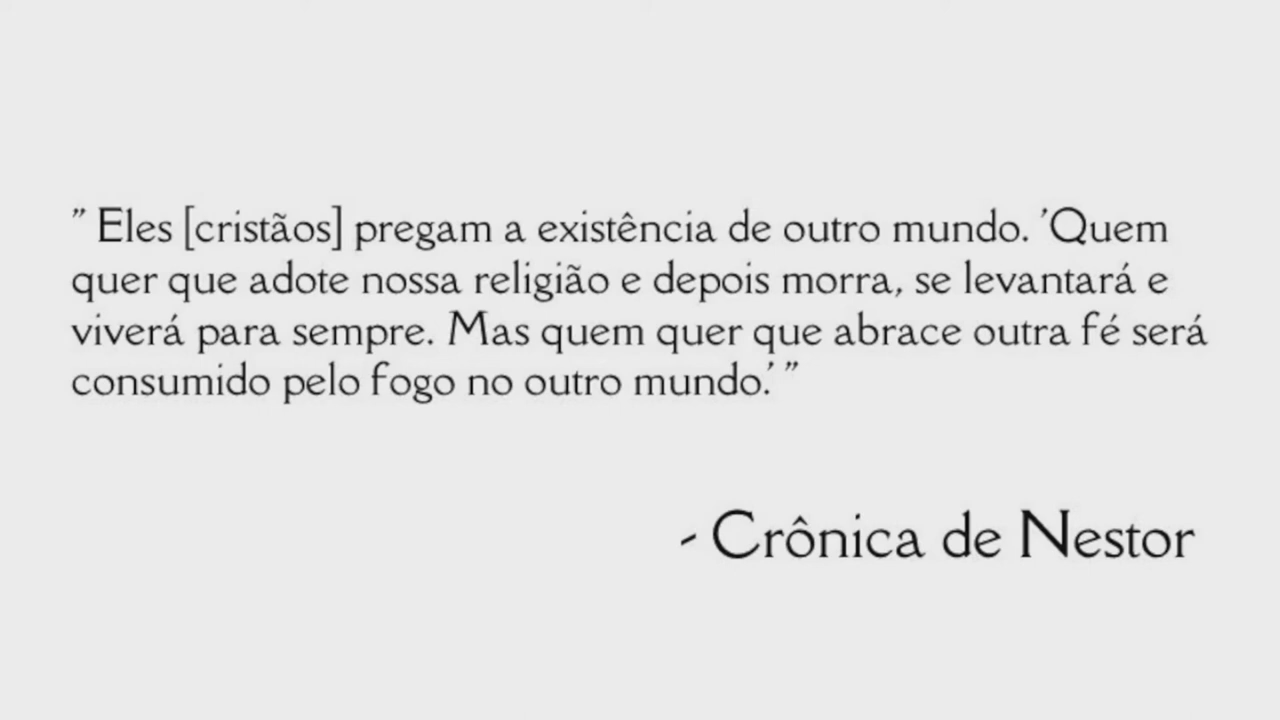 " Eles [cristãos] pregam a existência de outro mundo. 'Quem
quer que adote nossa religião e depois morra, se levantará e
viverá para sempre. Mas quem quer que abrace outra fé será
consumido pelo fogo no outro mundo.' "
- Crônica de Nestor